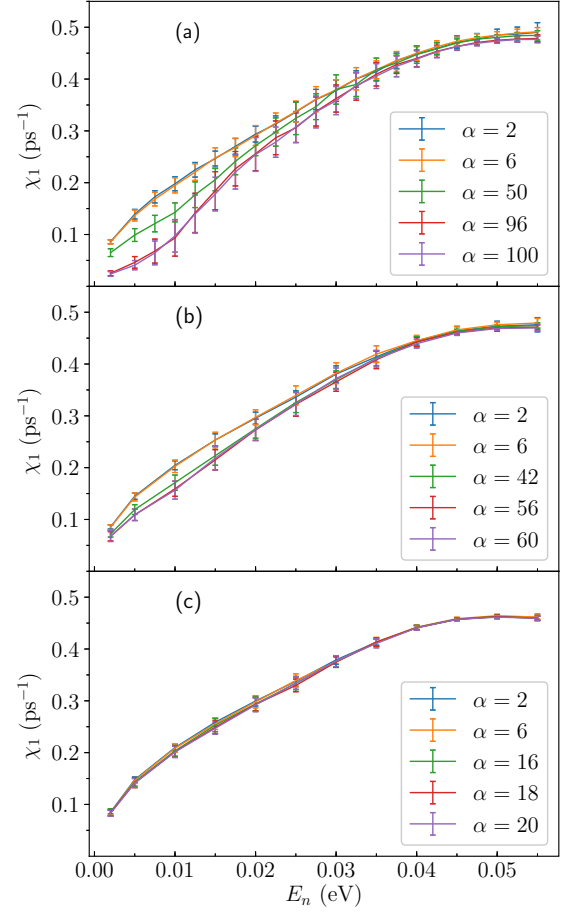 (a)
0.5
0.4
0.3
0.2
0.1
χ₁ (ps⁻¹)
α = 2
α = 6
α = 50
α = 96
α = 100
(b)
0.5
0.4
0.3
0.2
0.1
χ₁ (ps⁻¹)
α = 2
α = 6
α = 42
α = 56
α = 60
(c)
0.5
0.4
0.3
0.2
0.1
χ₁ (ps⁻¹)
α = 2
α = 6
α = 16
α = 18
α = 20
0.00 0.01 0.02 0.03 0.04 0.05
Eₙ (eV)